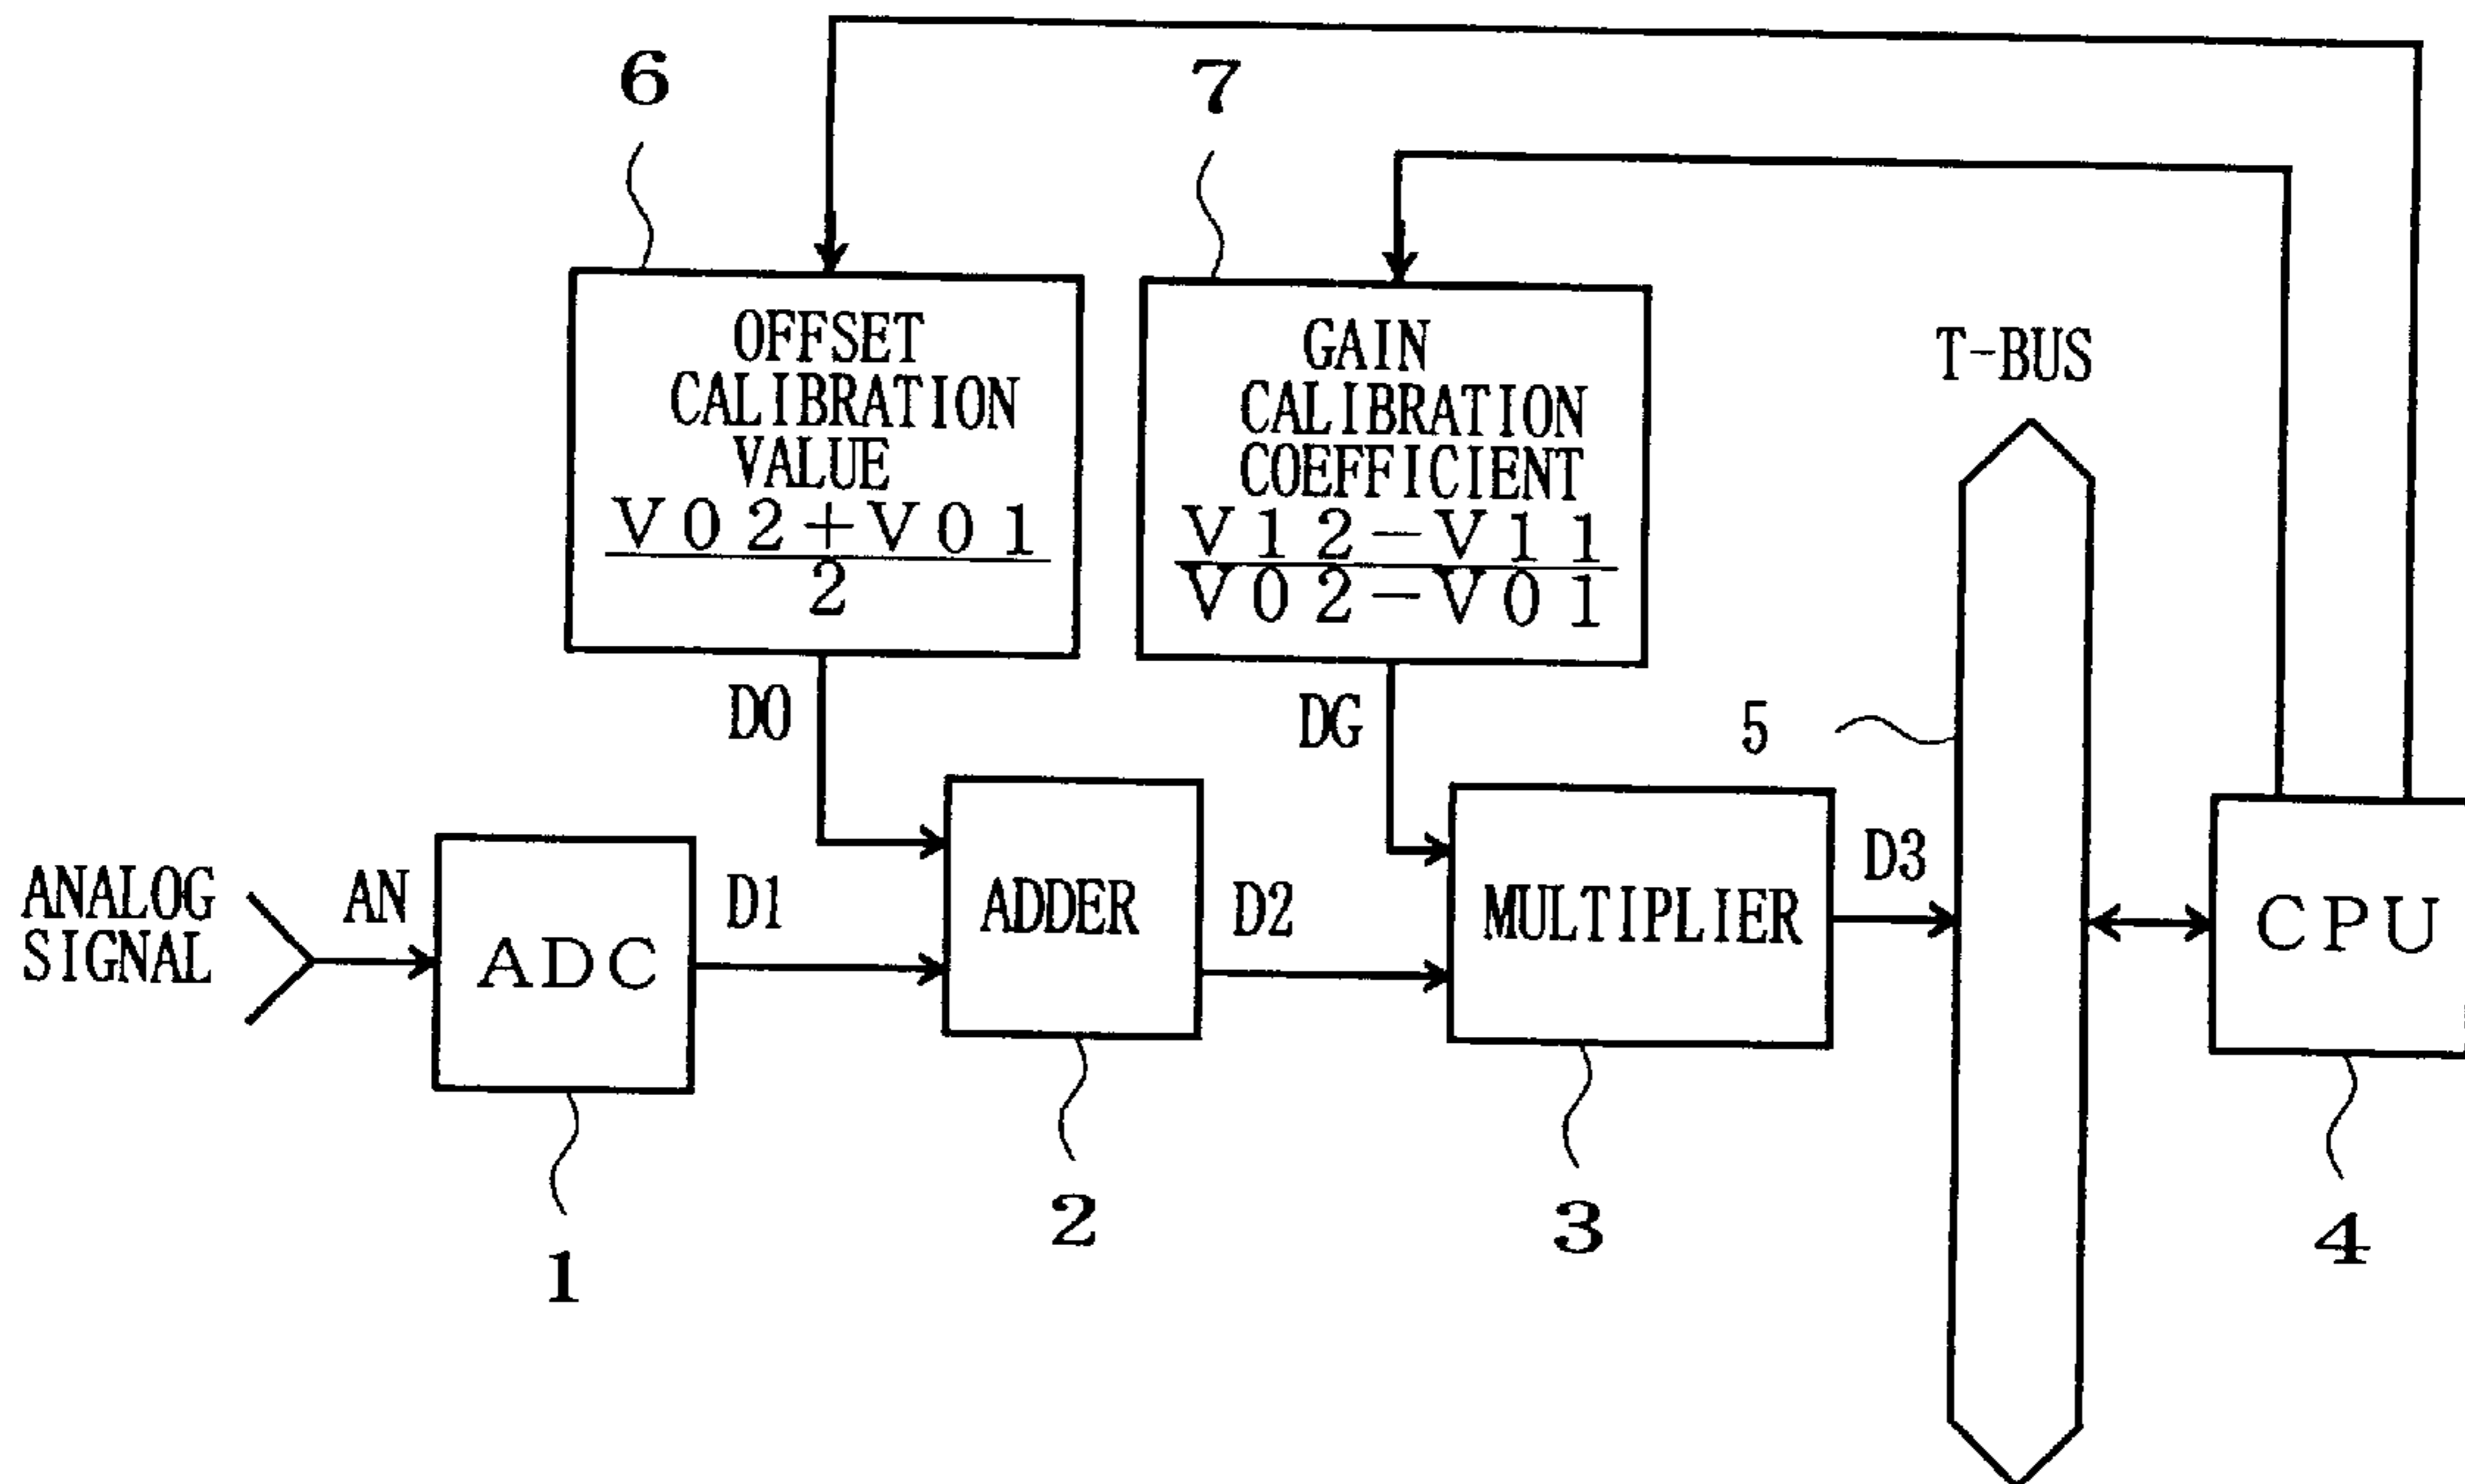 6
7
OFFSET
CALIBRATION
VALUE
V02+V01
2
GAIN
CALIBRATION
COEFFICIENT
V12-V11
V02-V01
T-BUS
DO
DG
5
ANALOG
SIGNAL
AN
ADC
D1
ADDER
D2
MULTIPLIER
D3
CPU
1
2
3
4